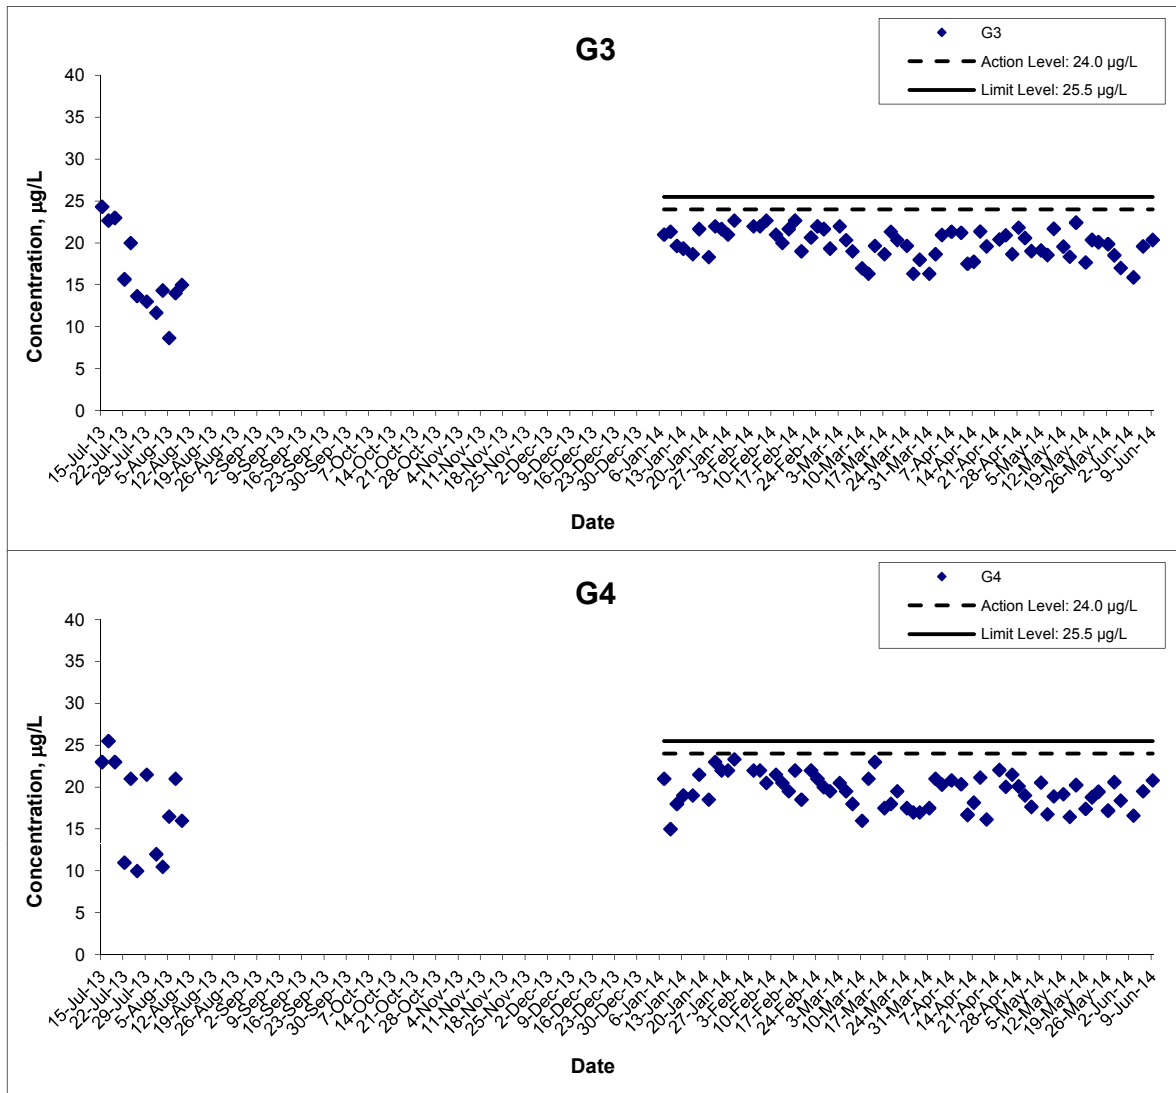 G3
G3
Action Level: 24.0 µg/L
Limit Level: 25.5 µg/L
Concentration, µg/L
40
35
30
25
20
15
10
5
0
15-Jul-13
22-Jul-13
29-Jul-13
5-Aug-13
12-Aug-13
19-Aug-13
26-Aug-13
2-Sep-13
9-Sep-13
16-Sep-13
23-Sep-13
30-Sep-13
7-Oct-13
14-Oct-13
21-Oct-13
28-Oct-13
4-Nov-13
11-Nov-13
18-Nov-13
25-Nov-13
2-Dec-13
9-Dec-13
16-Dec-13
23-Dec-13
30-Dec-13
6-Jan-14
13-Jan-14
20-Jan-14
27-Jan-14
3-Feb-14
10-Feb-14
17-Feb-14
24-Feb-14
3-Mar-14
10-Mar-14
17-Mar-14
24-Mar-14
31-Mar-14
7-Apr-14
14-Apr-14
21-Apr-14
28-Apr-14
5-May-14
12-May-14
19-May-14
26-May-14
2-Jun-14
9-Jun-14
Date
G4
G4
Action Level: 24.0 µg/L
Limit Level: 25.5 µg/L
Concentration, µg/L
40
35
30
25
20
15
10
5
0
15-Jul-13
22-Jul-13
29-Jul-13
5-Aug-13
12-Aug-13
19-Aug-13
26-Aug-13
2-Sep-13
9-Sep-13
16-Sep-13
23-Sep-13
30-Sep-13
7-Oct-13
14-Oct-13
21-Oct-13
28-Oct-13
4-Nov-13
11-Nov-13
18-Nov-13
25-Nov-13
2-Dec-13
9-Dec-13
16-Dec-13
23-Dec-13
30-Dec-13
6-Jan-14
13-Jan-14
20-Jan-14
27-Jan-14
3-Feb-14
10-Feb-14
17-Feb-14
24-Feb-14
3-Mar-14
10-Mar-14
17-Mar-14
24-Mar-14
31-Mar-14
7-Apr-14
14-Apr-14
21-Apr-14
28-Apr-14
5-May-14
12-May-14
19-May-14
26-May-14
2-Jun-14
9-Jun-14
Date